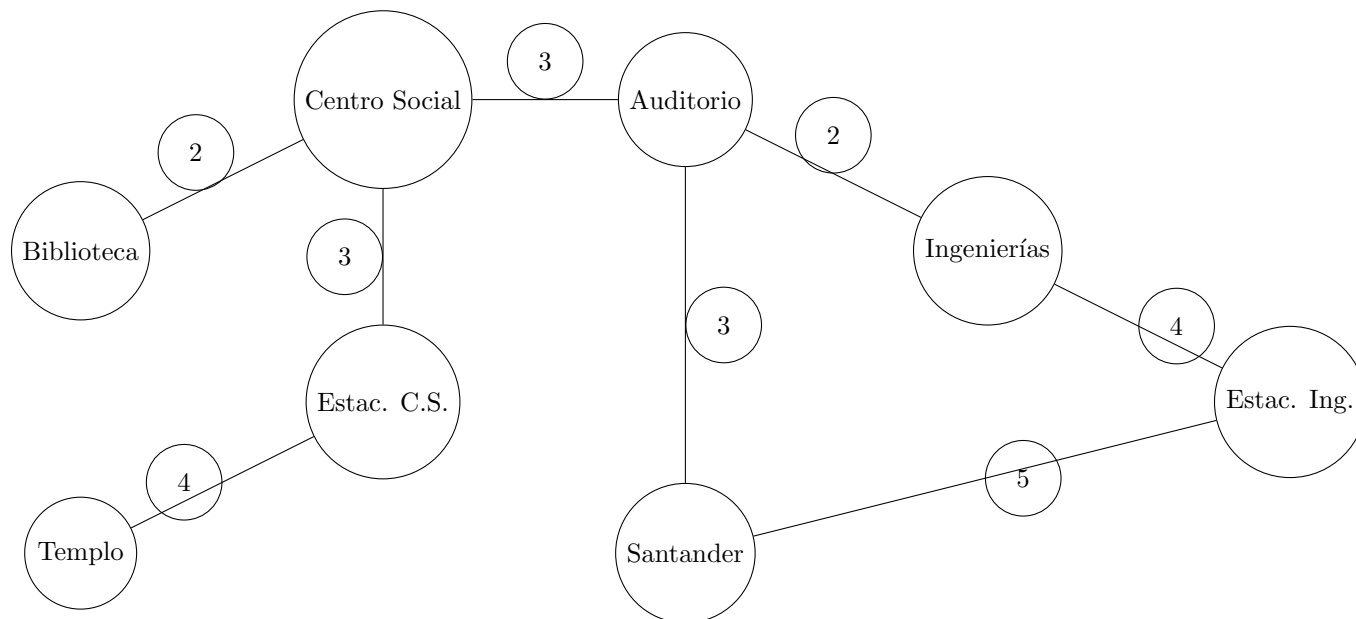 3
Centro Social
Auditorio
2
2
Biblioteca
3
Ingenierías
3
4
Estac. C.S.
Estac. Ing.
4
5
Templo
Santander